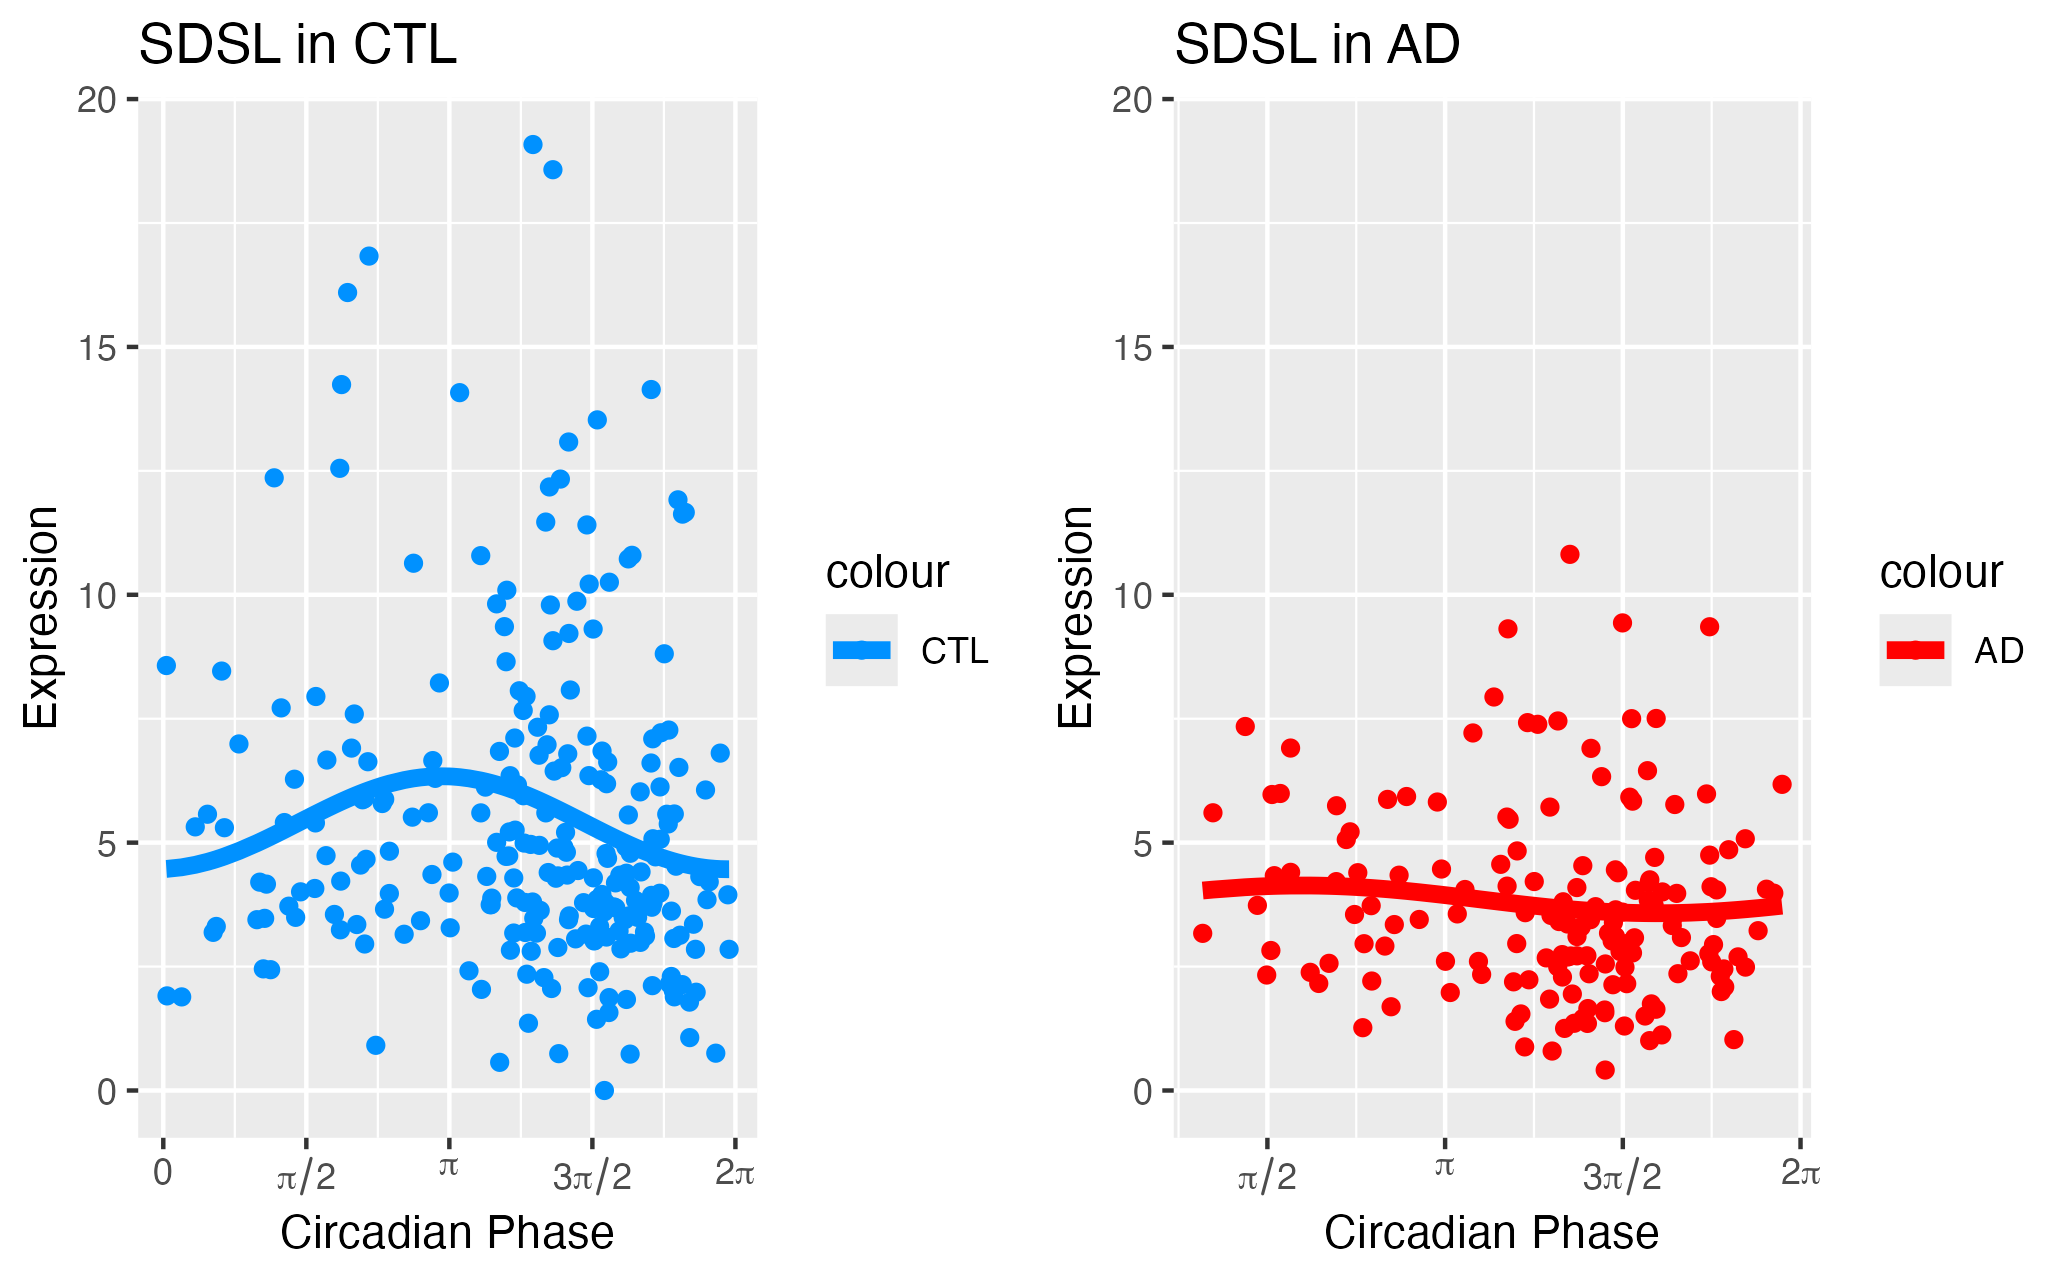 SDSL in CTL
20
15
10
5
0
Expression
0
π/2
π
3π/2
2π
Circadian Phase
colour
CTL
SDSL in AD
20
15
10
5
0
Expression
π/2
π
3π/2
2π
Circadian Phase
colour
AD